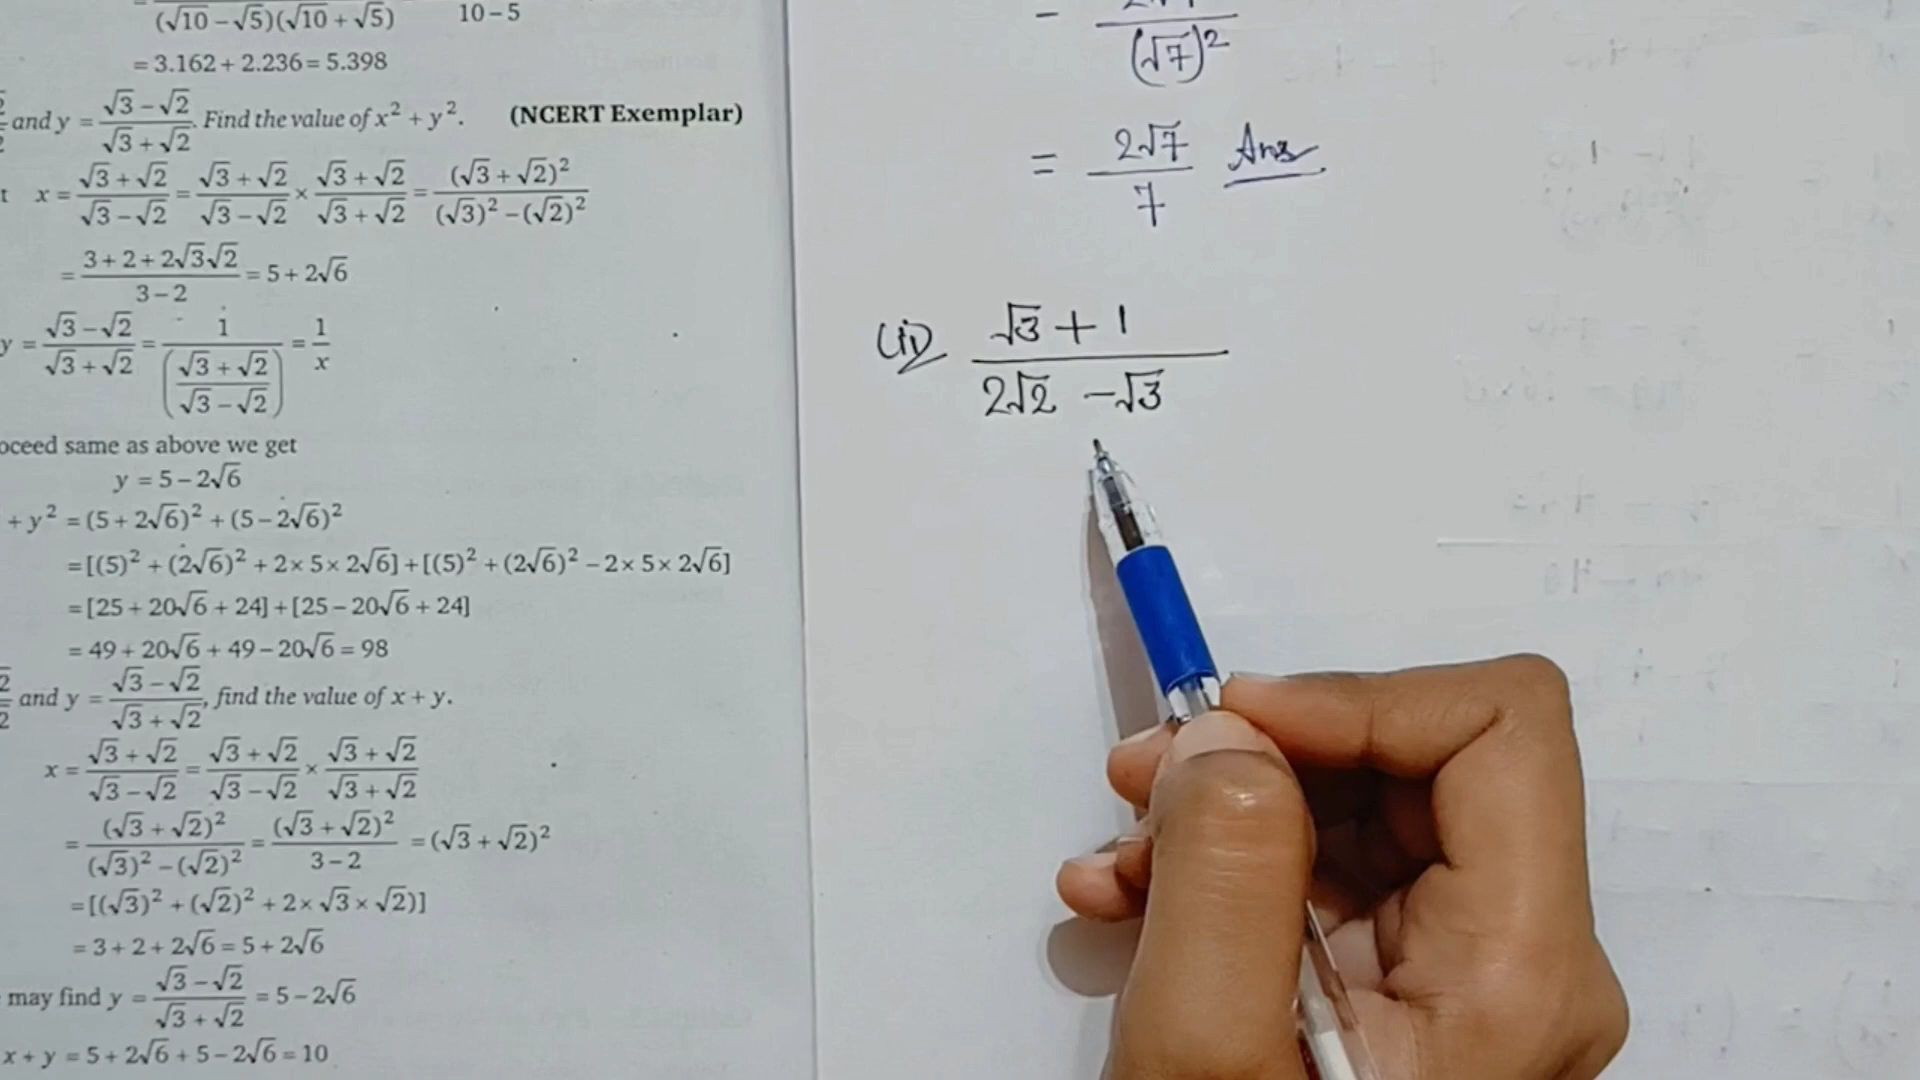 (√10 − √5)(√10 + √5)    10 − 5
= 3.162 + 2.236 = 5.398
and y = (√3 − √2)/(√3 + √2). Find the value of x² + y².    (NCERT Exemplar)
x = (√3 + √2)/(√3 − √2) = (√3 + √2)/(√3 − √2) × (√3 + √2)/(√3 + √2) = (√3 + √2)²/((√3)² − (√2)²)
= (3 + 2 + 2√3√2)/(3 − 2) = 5 + 2√6
y = (√3 − √2)/(√3 + √2) = 1/((√3 + √2)/(√3 − √2)) = 1/x
oceed same as above we get
y = 5 − 2√6
+ y² = (5 + 2√6)² + (5 − 2√6)²
= [(5)² + (2√6)² + 2 × 5 × 2√6] + [(5)² + (2√6)² − 2 × 5 × 2√6]
= [25 + 20√6 + 24] + [25 − 20√6 + 24]
= 49 + 20√6 + 49 − 20√6 = 98
and y = (√3 − √2)/(√3 + √2), find the value of x + y.
x = (√3 + √2)/(√3 − √2) = (√3 + √2)/(√3 − √2) × (√3 + √2)/(√3 + √2)
= (√3 + √2)²/((√3)² − (√2)²) = (√3 + √2)²/(3 − 2) = (√3 + √2)²
= [(√3)² + (√2)² + 2 × √3 × √2)]
= 3 + 2 + 2√6 = 5 + 2√6
may find y = (√3 − √2)/(√3 + √2) = 5 − 2√6
x + y = 5 + 2√6 + 5 − 2√6 = 10
(√7)²
= 2√7/7 Ans
(ii) (√3 + 1)/(2√2 − √3)